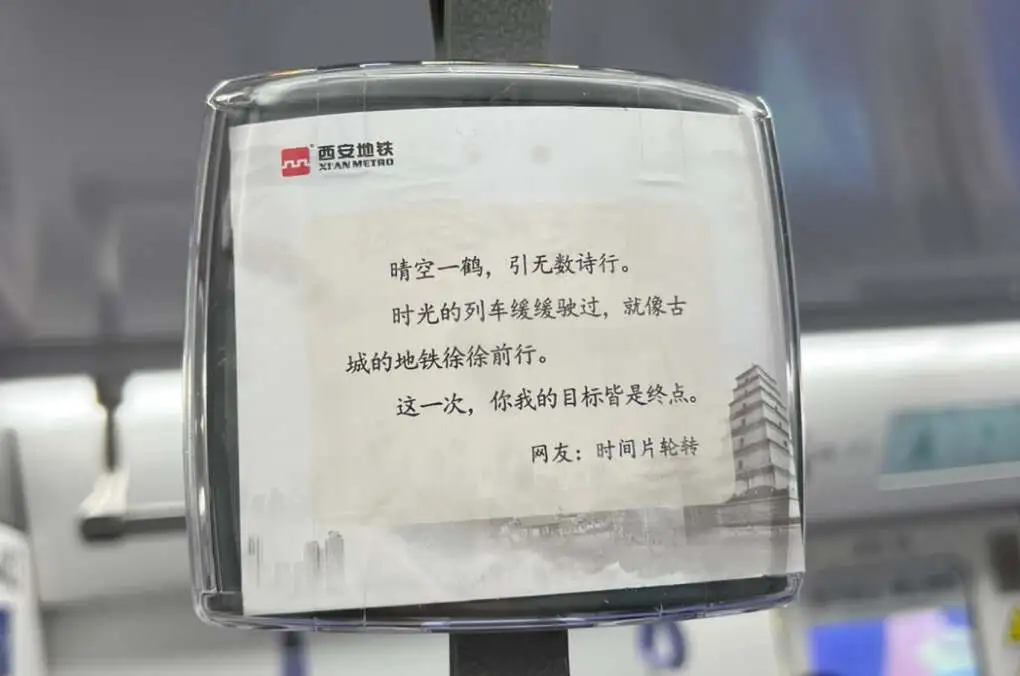 西安地铁
XI'AN METRO
晴空一鹤，引无数诗行。
时光的列车缓缓驶过，就像古
城的地铁徐徐前行。
这一次，你我的目标皆是终点。
网友：时间片轮转